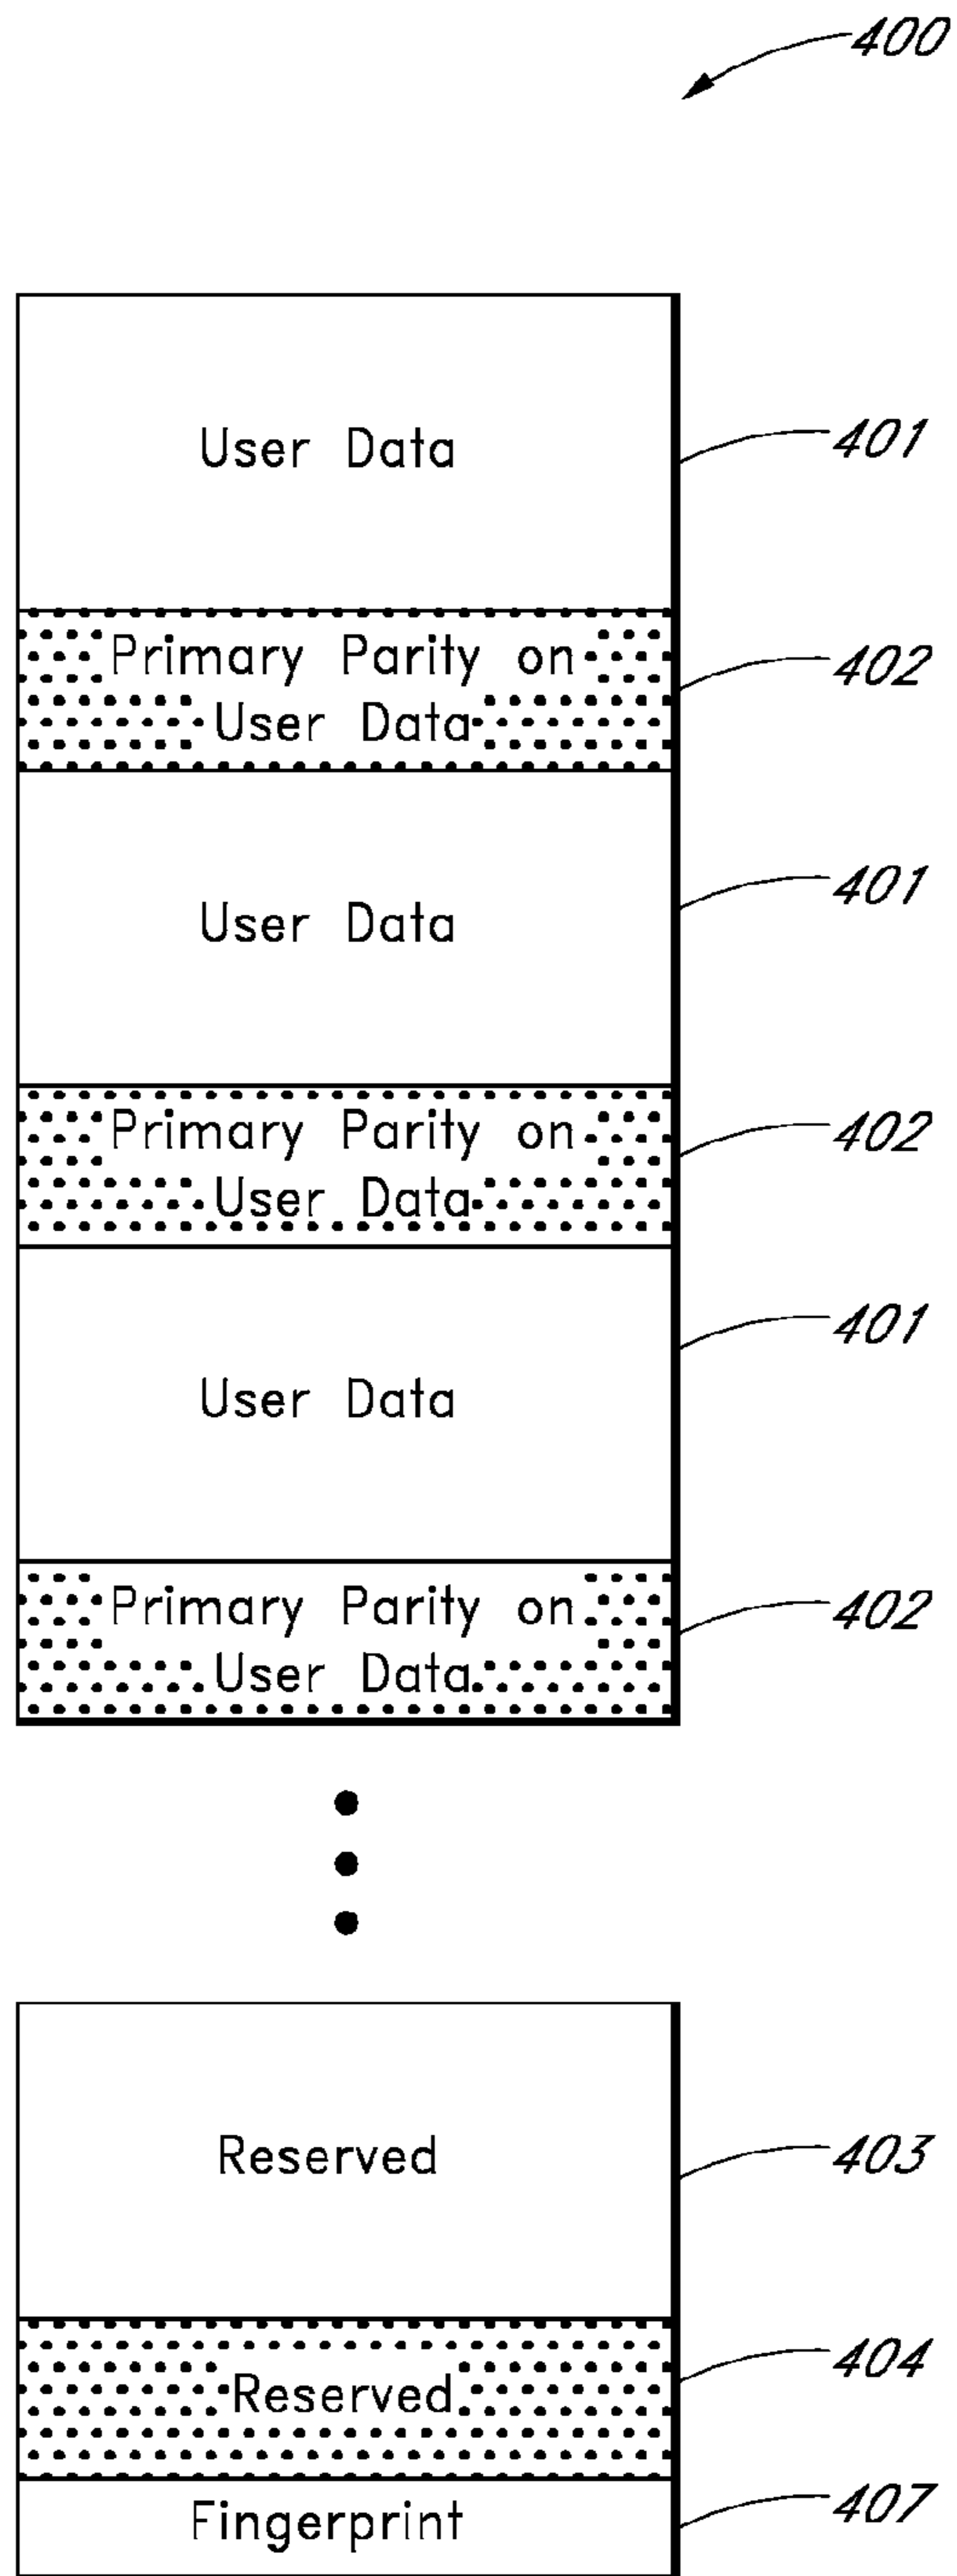 400
User Data
401
Primary Parity on
User Data
402
User Data
401
Primary Parity on
User Data
402
User Data
401
Primary Parity on
User Data
402
Reserved
403
Reserved
404
Fingerprint
407